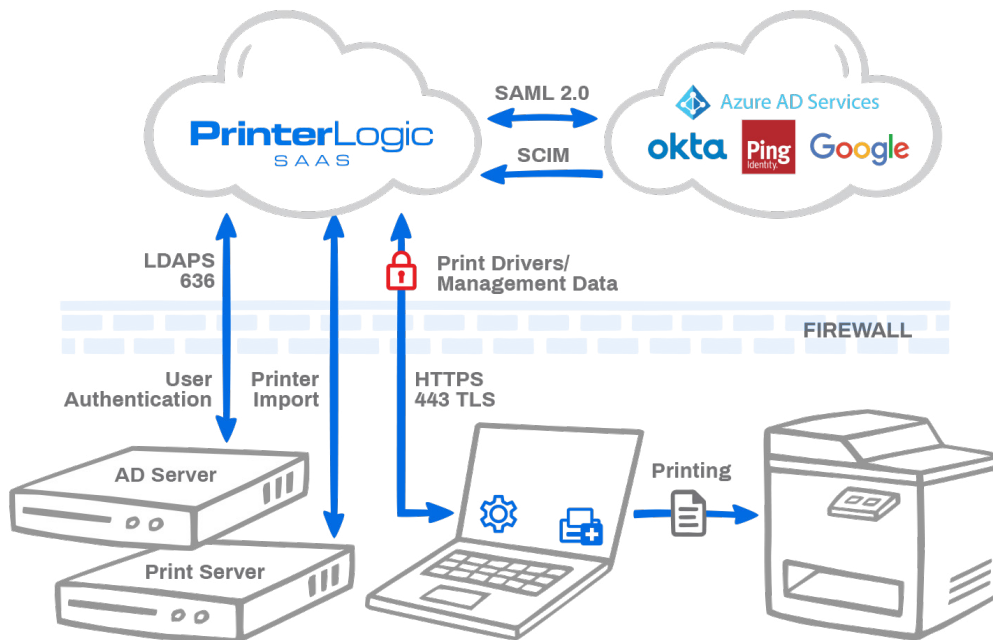 PrinterLogic
SAAS
SAML 2.0
SCIM
Azure AD Services
okta
Ping
Identity.
Google
LDAPS
636
Print Drivers/
Management Data
FIREWALL
User
Authentication
Printer
Import
HTTPS
443 TLS
AD Server
Print Server
Printing